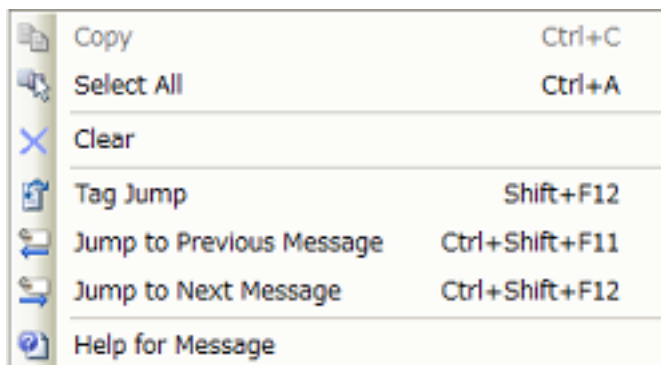 Copy Ctrl+C
Select All Ctrl+A
Clear
Tag Jump Shift+F12
Jump to Previous Message Ctrl+Shift+F11
Jump to Next Message Ctrl+Shift+F12
Help for Message